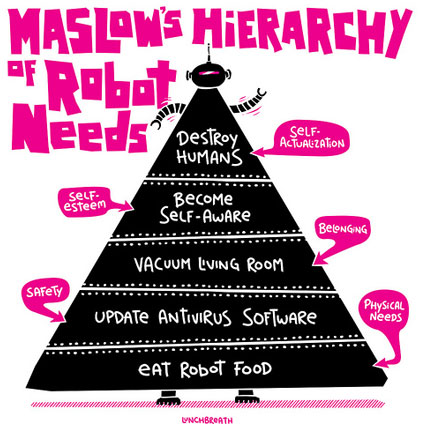 MASLOW'S HIERARCHY
OF ROBOT
NEEDS
DESTROY
HUMANS
SELF-
ACTUALIZATION
BECOME
SELF-AWARE
SELF-
ESTEEM
VACUUM LIVING ROOM
BELONGING
UPDATE ANTIVIRUS SOFTWARE
SAFETY
EAT ROBOT FOOD
PHYSICAL
NEEDS
LUNCHBREATH